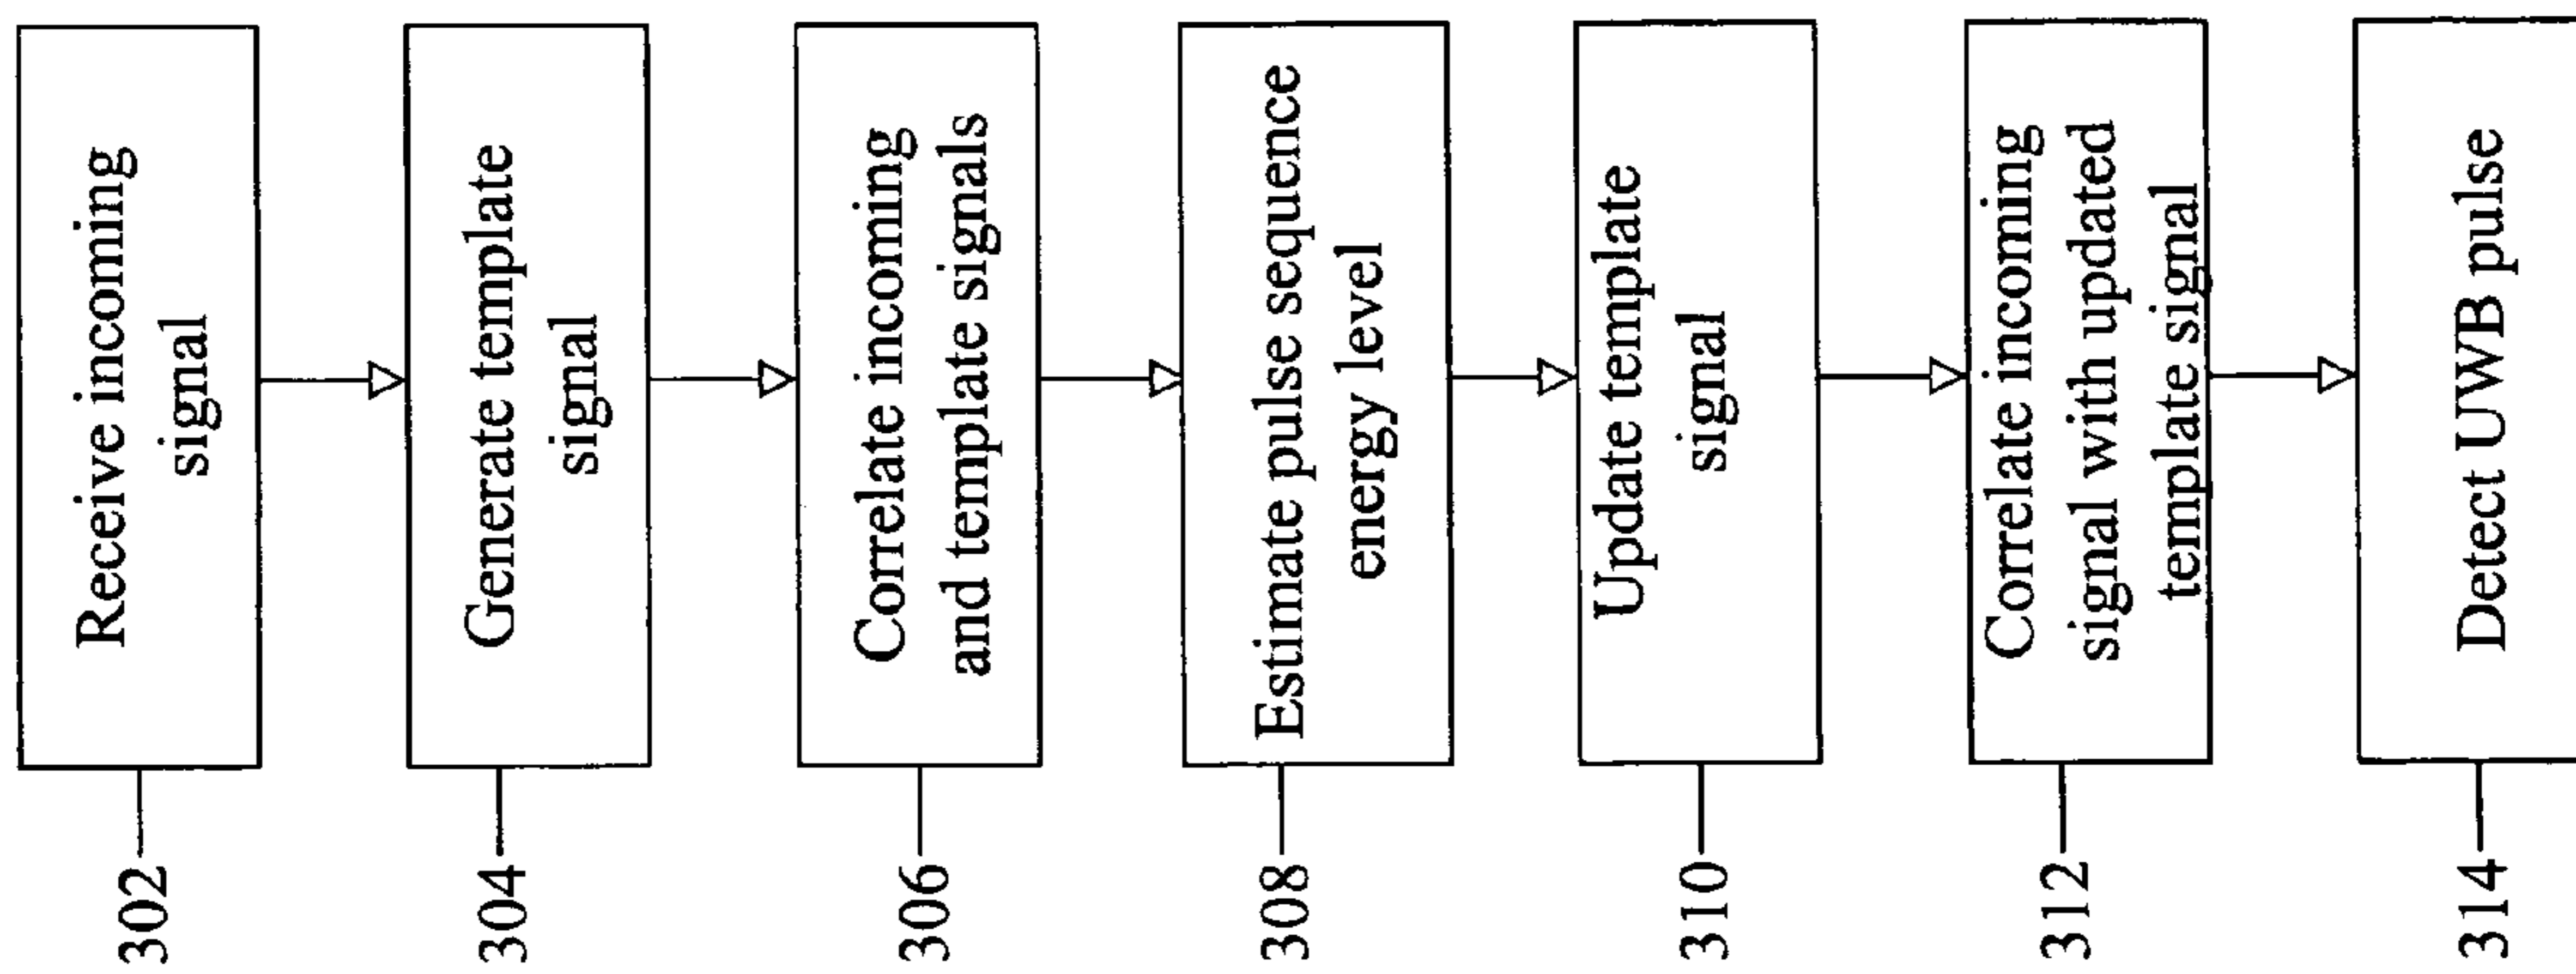 302
Receive incoming
signal
304
Generate template
signal
306
Correlate incoming
and template signals
308
Estimate pulse sequence
energy level
310
Update template
signal
312
Correlate incoming
signal with updated
template signal
314
Detect UWB pulse